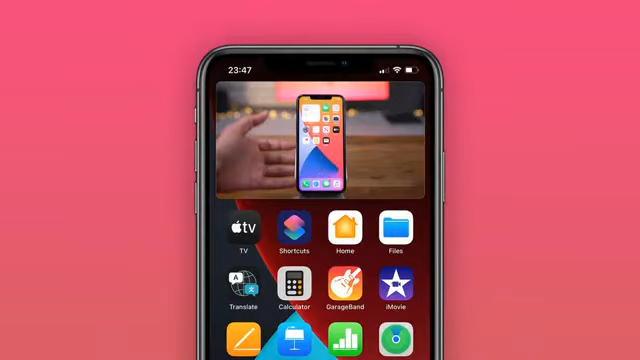 23:47
tv
TV
Shortcuts
Home
Files
Translate
Calculator
GarageBand
iMovie